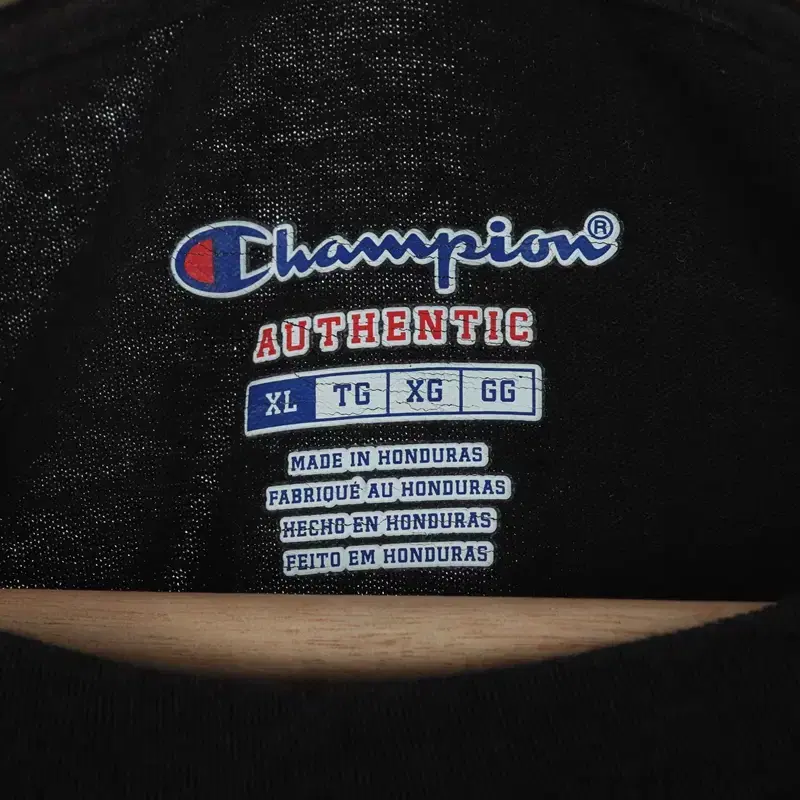 Champion®
AUTHENTIC
XL TG XG GG
MADE IN HONDURAS
FABRIQUÉ AU HONDURAS
HECHO EN HONDURAS
FEITO EM HONDURAS